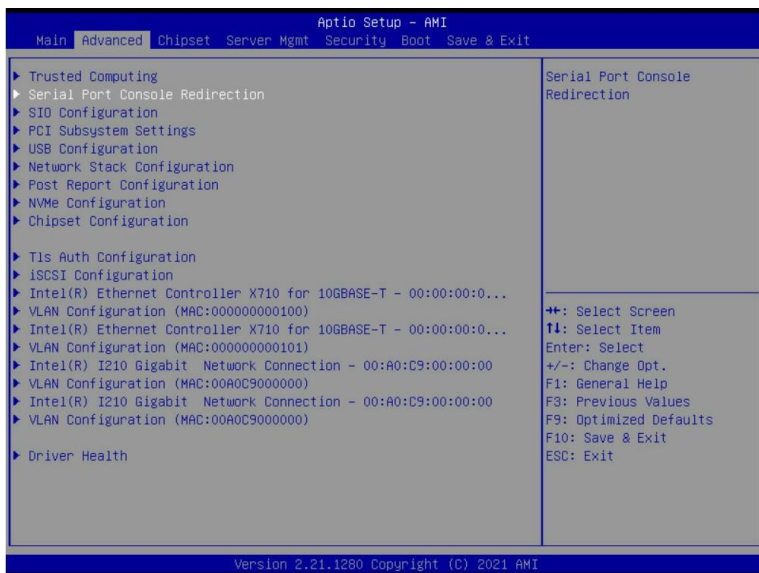 Aptio Setup - AMI
Main Advanced Chipset Server Mgmt Security Boot Save & Exit
Trusted Computing
Serial Port Console Redirection
SIO Configuration
PCI Subsystem Settings
USB Configuration
Network Stack Configuration
Post Report Configuration
NVMe Configuration
Chipset Configuration
Tls Auth Configuration
iSCSI Configuration
Intel(R) Ethernet Controller X710 for 10GBASE-T - 00:00:00:0...
VLAN Configuration (MAC:000000000100)
Intel(R) Ethernet Controller X710 for 10GBASE-T - 00:00:00:0...
VLAN Configuration (MAC:000000000101)
Intel(R) I210 Gigabit  Network Connection - 00:A0:C9:00:00:00
VLAN Configuration (MAC:00A0C9000000)
Intel(R) I210 Gigabit  Network Connection - 00:A0:C9:00:00:00
VLAN Configuration (MAC:00A0C9000000)
Driver Health
Serial Port Console
Redirection
→←: Select Screen
↑↓: Select Item
Enter: Select
+/-: Change Opt.
F1: General Help
F3: Previous Values
F9: Optimized Defaults
F10: Save & Exit
ESC: Exit
Version 2.21.1280 Copyright (C) 2021 AMI